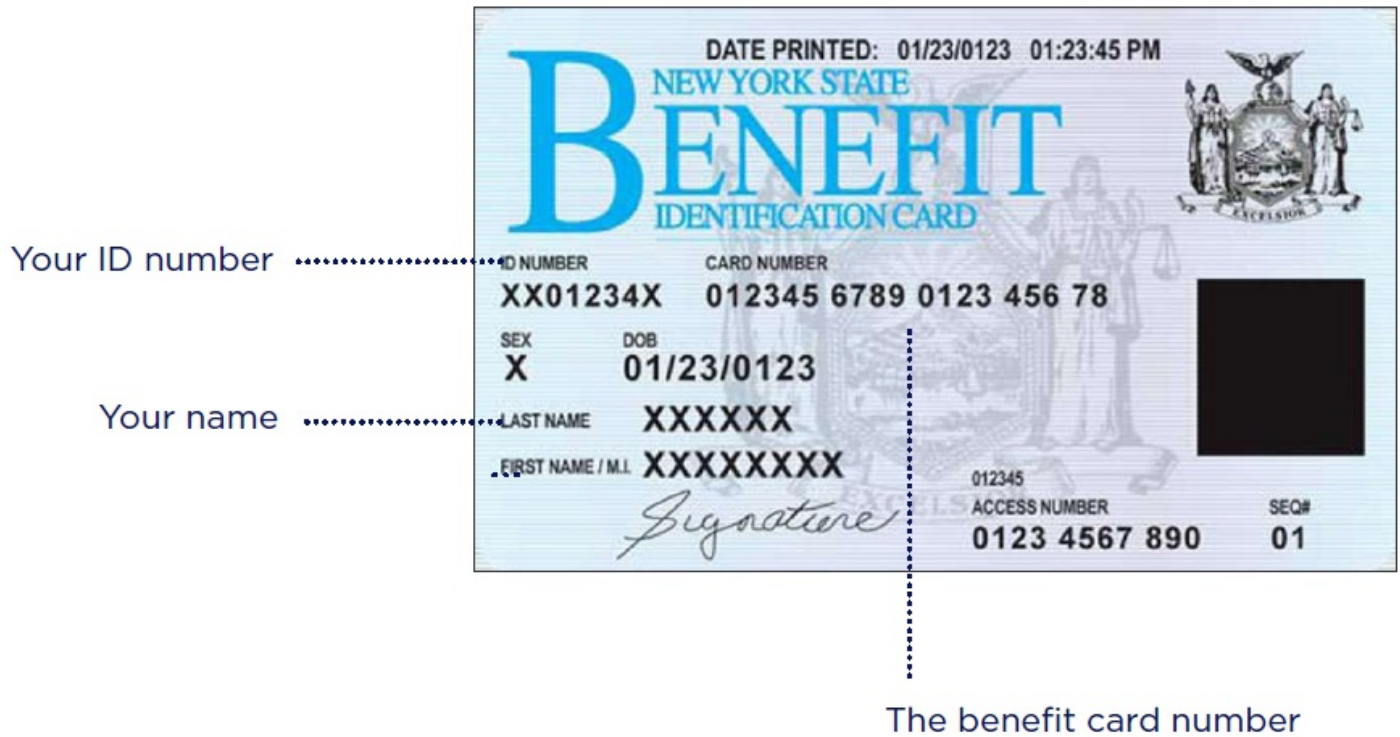 DATE PRINTED: 01/23/0123 01:23:45 PM
NEW YORK STATE
BENEFIT
IDENTIFICATION CARD
EXCELSIOR
Your ID number
ID NUMBER CARD NUMBER
XX01234X 012345 6789 0123 456 78
SEX DOB
X 01/23/0123
Your name
LAST NAME XXXXXX
FIRST NAME / M.I. XXXXXXXX
EXCELSIOR
Signature
012345
ACCESS NUMBER SEQ#
0123 4567 890 01
The benefit card number